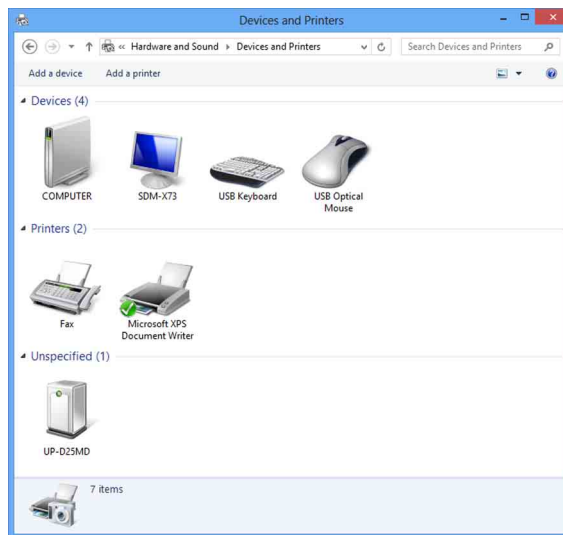 Devices and Printers
« Hardware and Sound Devices and Printers
Search Devices and Printers
Add a device Add a printer
Devices (4)
COMPUTER SDM-X73 USB Keyboard USB Optical Mouse
Printers (2)
Fax Microsoft XPS Document Writer
Unspecified (1)
UP-D25MD
7 items